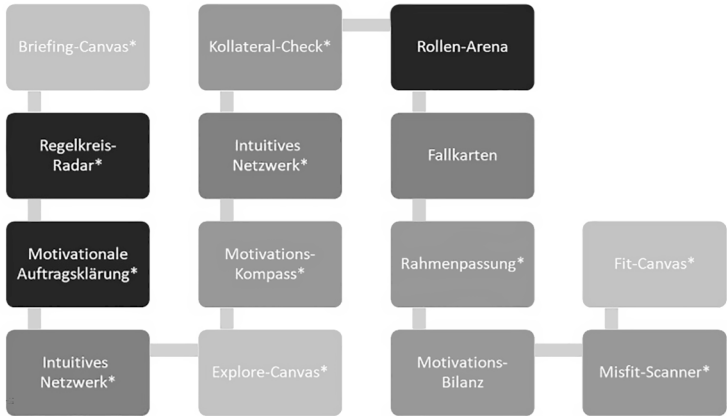 Briefing-Canvas*
Regelkreis-
Radar*
Motivationale
Auftragsklärung*
Intuitives
Netzwerk*
Explore-Canvas*
Motivations-
Kompass*
Intuitives
Netzwerk*
Kollateral-Check*
Rollen-Arena
Fallkarten
Rahmenpassung*
Motivations-
Bilanz
Misfit-Scanner*
Fit-Canvas*